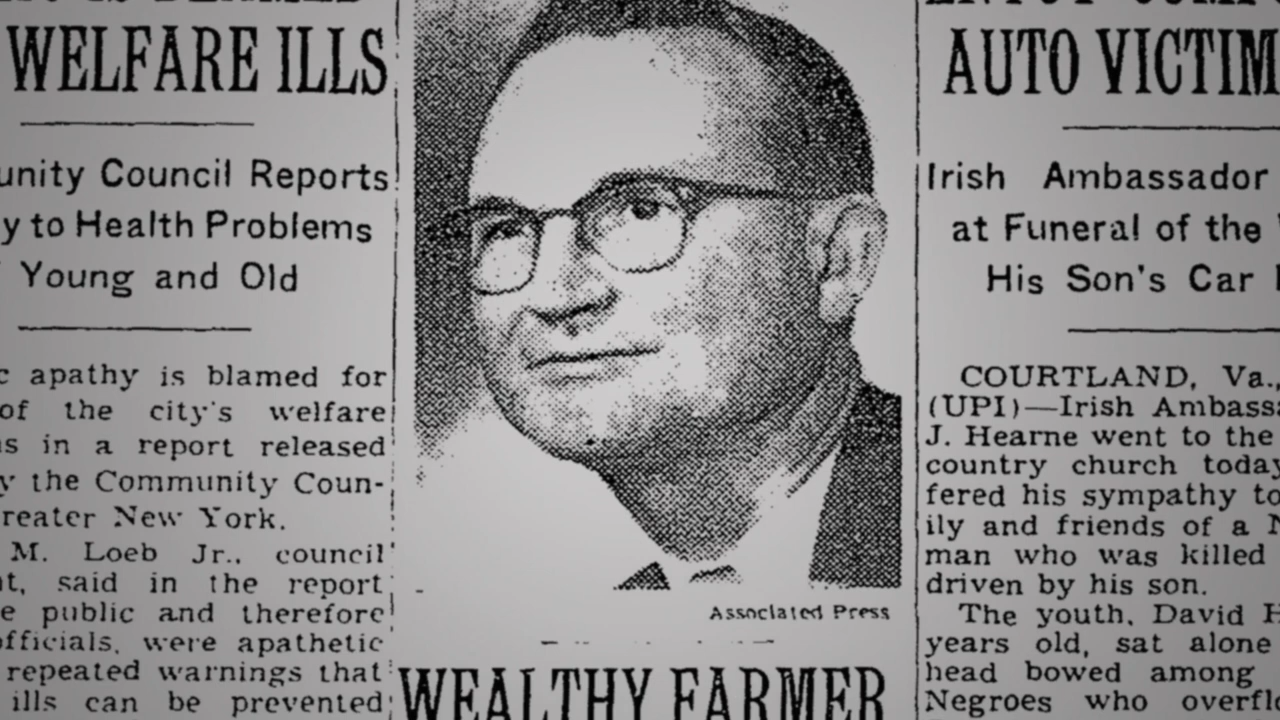 WELFARE ILLS
unity Council Reports
y to Health Problems
Young and Old
c apathy is blamed for
of the city's welfare
s in a report released
y the Community Coun-
reater New York.
M. Loeb Jr., council
t, said in the report
e public and therefore
officials, were apathetic
repeated warnings that
ills can be prevented
Associated Press
WEALTHY FARMER
AUTO VICTIM
Irish Ambassador
at Funeral of the
His Son's Car
COURTLAND, Va.,
(UPI)—Irish Ambass
J. Hearne went to the
country church today
fered his sympathy to
ily and friends of a N
man who was killed
driven by his son.
The youth, David H
years old, sat alone
head bowed among
Negroes who overfl